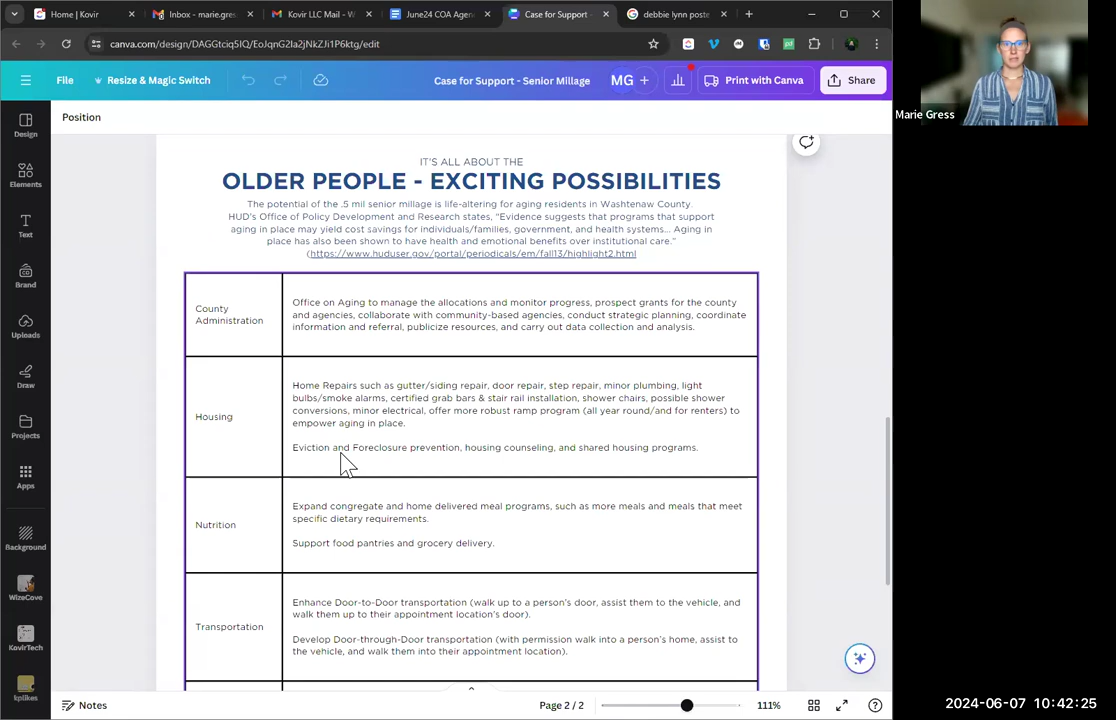 Home | Kovir
Inbox - marie.gres
Kovir LLC Mail - W
June24 COA Agen
Case for Support -
debbie lynn poste
canva.com/design/DAGGtciq5IQ/EoJqnG2Ia2jNkZJi1P6ktg/edit
File
Resize & Magic Switch
Case for Support - Senior Millage
MG
Print with Canva
Share
Marie Gress
Position
Design
Elements
Text
Brand
Uploads
Draw
Projects
Apps
Background
WizeCove
KovirTech
kplikes
IT'S ALL ABOUT THE
OLDER PEOPLE - EXCITING POSSIBILITIES
The potential of the .5 mil senior millage is life-altering for aging residents in Washtenaw County.
HUD's Office of Policy Development and Research states, "Evidence suggests that programs that support
aging in place may yield cost savings for individuals/families, government, and health systems... Aging in
place has also been shown to have health and emotional benefits over institutional care."
(https://www.huduser.gov/portal/periodicals/em/fall13/highlight2.html
County
Administration
Office on Aging to manage the allocations and monitor progress, prospect grants for the county
and agencies, collaborate with community-based agencies, conduct strategic planning, coordinate
information and referral, publicize resources, and carry out data collection and analysis.
Housing
Home Repairs such as gutter/siding repair, door repair, step repair, minor plumbing, light
bulbs/smoke alarms, certified grab bars & stair rail installation, shower chairs, possible shower
conversions, minor electrical, offer more robust ramp program (all year round/and for renters) to
empower aging in place.
Eviction and Foreclosure prevention, housing counseling, and shared housing programs.
Nutrition
Expand congregate and home delivered meal programs, such as more meals and meals that meet
specific dietary requirements.
Support food pantries and grocery delivery.
Transportation
Enhance Door-to-Door transportation (walk up to a person's door, assist them to the vehicle, and
walk them up to their appointment location's door).
Develop Door-through-Door transportation (with permission walk into a person's home, assist to
the vehicle, and walk them into their appointment location).
Notes
Page 2 / 2
111%
2024-06-07 10:42:25